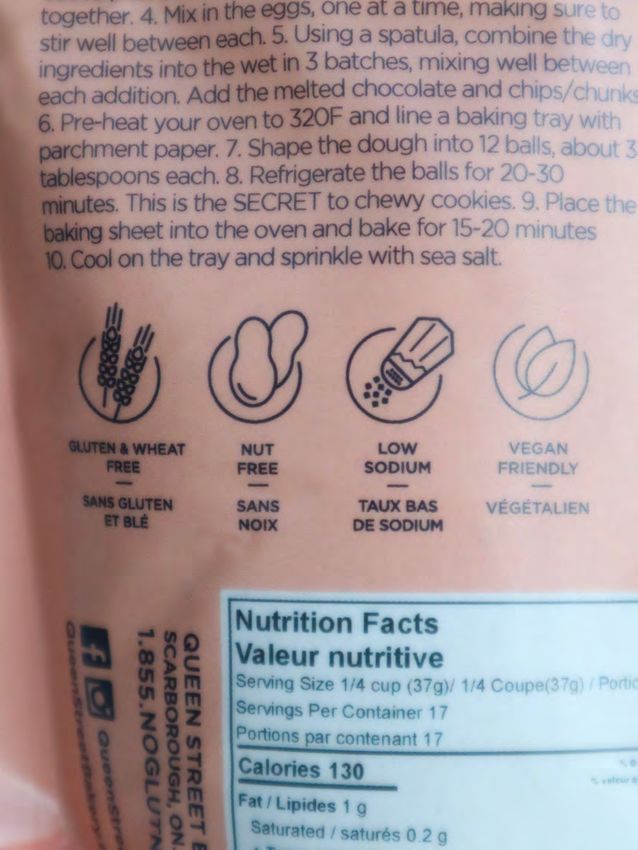 together. 4. Mix in the eggs, one at a time, making sure to
stir well between each. 5. Using a spatula, combine the dry
ingredients into the wet in 3 batches, mixing well between
each addition. Add the melted chocolate and chips/chunks
6. Pre-heat your oven to 320F and line a baking tray with
parchment paper. 7. Shape the dough into 12 balls, about 3
tablespoons each. 8. Refrigerate the balls for 20-30
minutes. This is the SECRET to chewy cookies. 9. Place the
baking sheet into the oven and bake for 15-20 minutes
10. Cool on the tray and sprinkle with sea salt.
GLUTEN & WHEAT
FREE
SANS GLUTEN
ET BLÉ
NUT
FREE
SANS
NOIX
LOW
SODIUM
TAUX BAS
DE SODIUM
VEGAN
FRIENDLY
VÉGÉTALIEN
QUEEN STREET
SCARBOROUGH, ON.
1.855.NOGLUTN
QueenStre
QueenStreetBakery
Nutrition Facts
Valeur nutritive
Serving Size 1/4 cup (37g)/ 1/4 Coupe(37g) / Portio
Servings Per Container 17
Portions par contenant 17
Calories 130
Fat / Lipides 1 g
Saturated / saturés 0.2 g